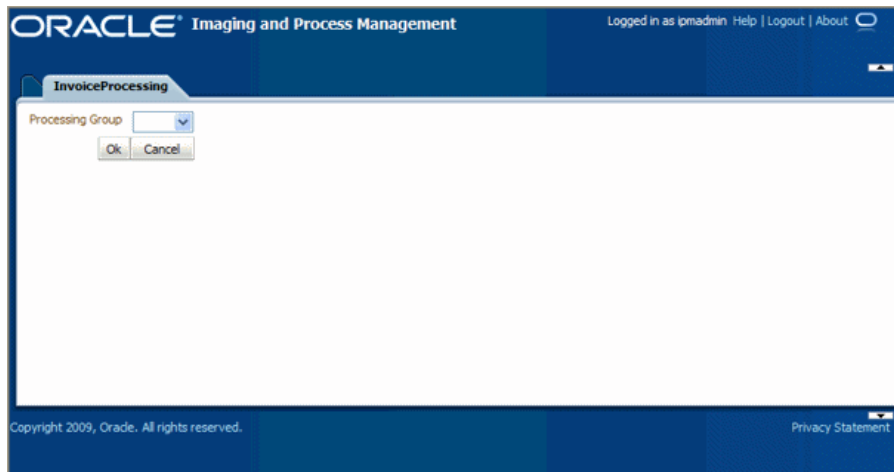 ORACLE® Imaging and Process Management
Logged in as ipmadmin Help | Logout | About
InvoiceProcessing
Processing Group
Ok Cancel
Copyright 2009, Oracle. All rights reserved.
Privacy Statement